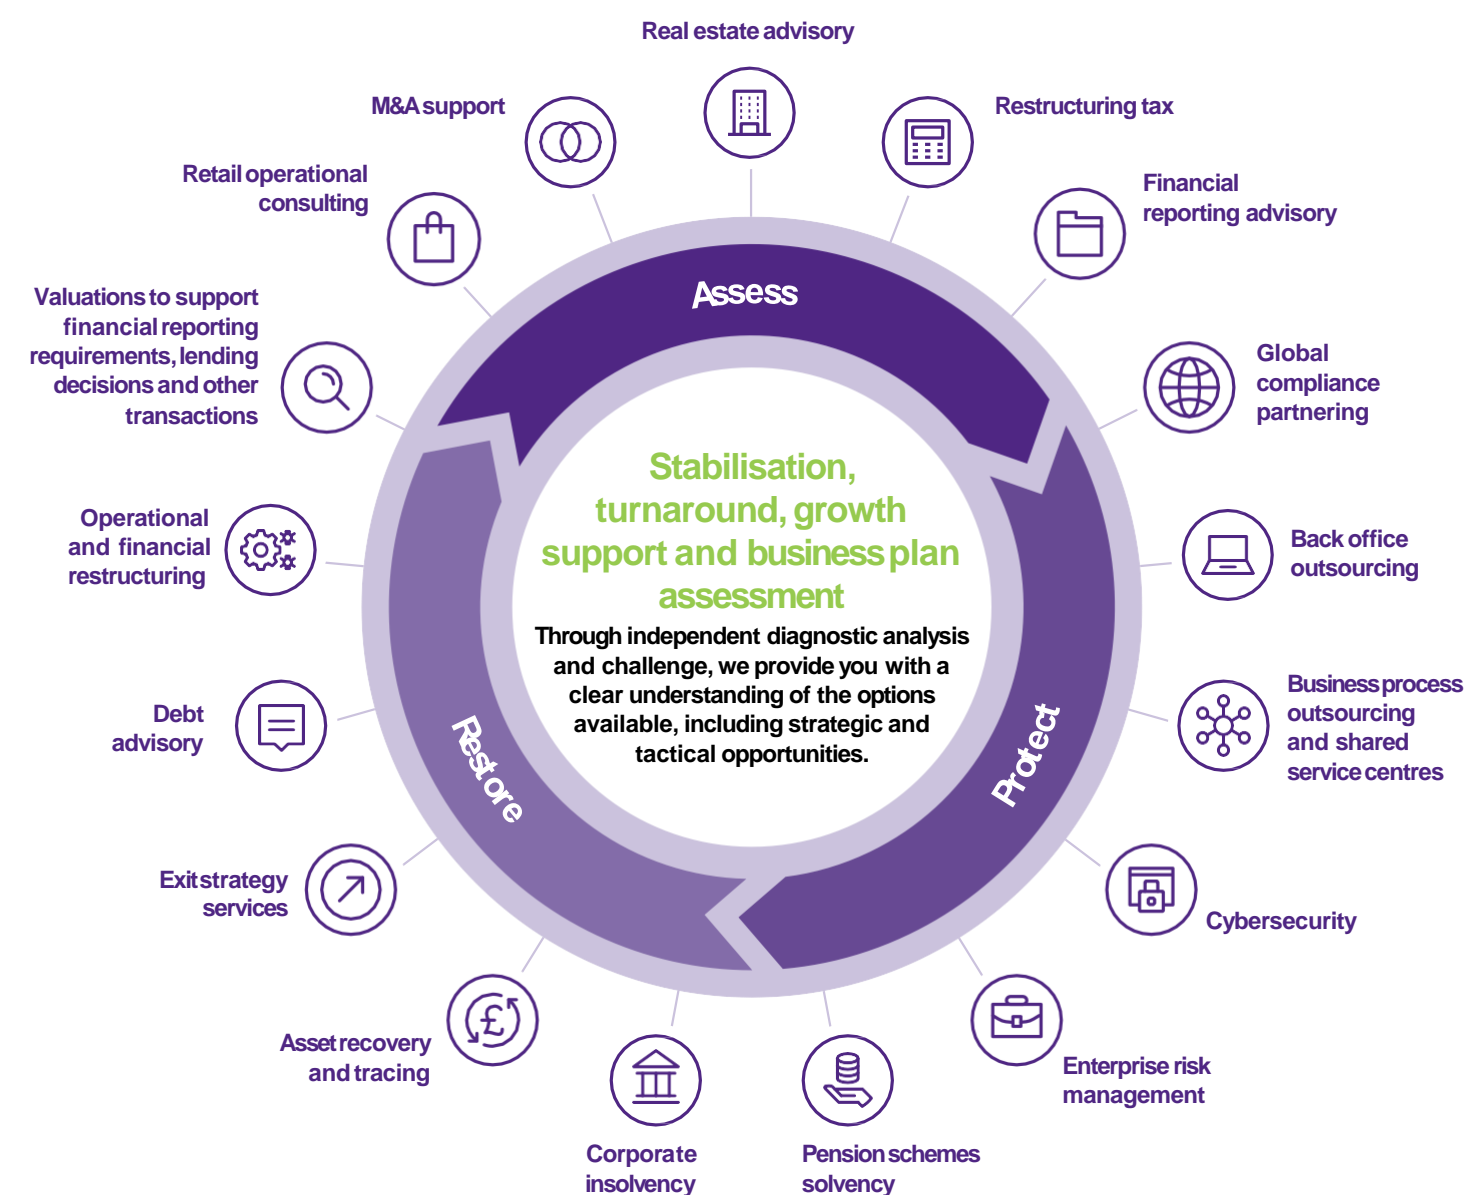 Real estate advisory
M&A support
Restructuring tax
Retail operational
consulting
Financial
reporting advisory
Valuations to support
financial reporting
requirements, lending
decisions and other
transactions
Assess
Global
compliance
partnering
Stabilisation,
turnaround, growth
support and business plan
assessment
Through independent diagnostic analysis
and challenge, we provide you with a
clear understanding of the options
available, including strategic and
tactical opportunities.
Operational
and financial
restructuring
Back office
outsourcing
Debt
advisory
Restore
Protect
Business process
outsourcing
and shared
service centres
Exit strategy
services
Cybersecurity
Asset recovery
and tracing
£
Enterprise risk
management
Corporate
insolvency
Pension schemes
solvency